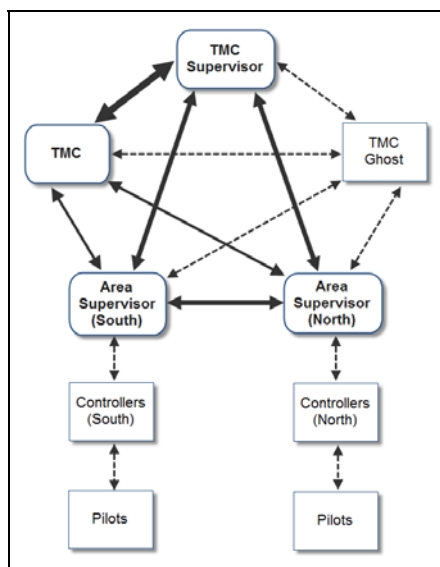 TMC
Supervisor
TMC
TMC
Ghost
Area
Supervisor
(South)
Area
Supervisor
(North)
Controllers
(South)
Controllers
(North)
Pilots
Pilots